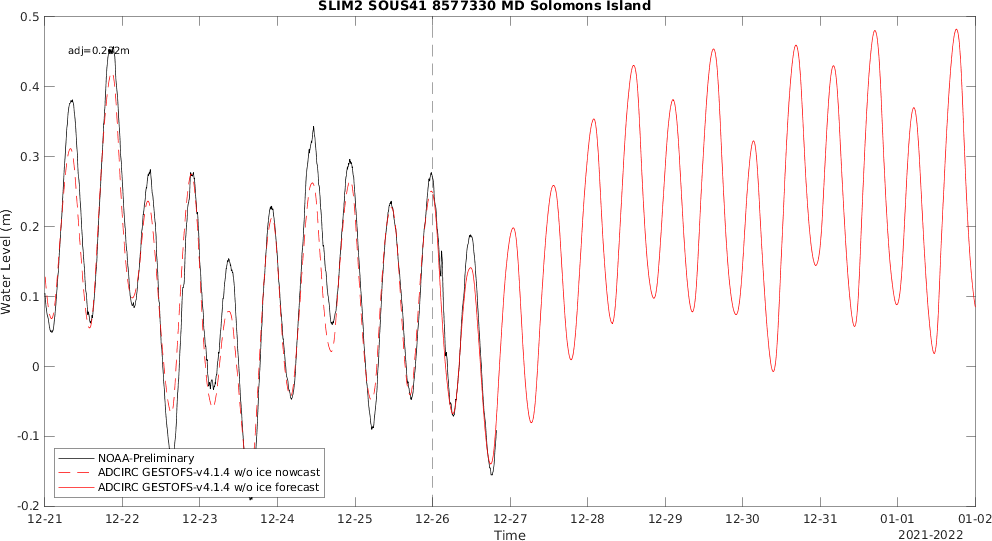 SLIM2 SOUS41 8577330 MD Solomons Island
0.5
adj=0.272m
0.4
0.3
0.2
0.1
0
-0.1
-0.2
Water Level (m)
NOAA-Preliminary
ADCIRC GESTOFS-v4.1.4 w/o ice nowcast
ADCIRC GESTOFS-v4.1.4 w/o ice forecast
12-21 12-22 12-23 12-24 12-25 12-26 12-27 12-28 12-29 12-30 12-31 01-01 01-02
Time
2021-2022